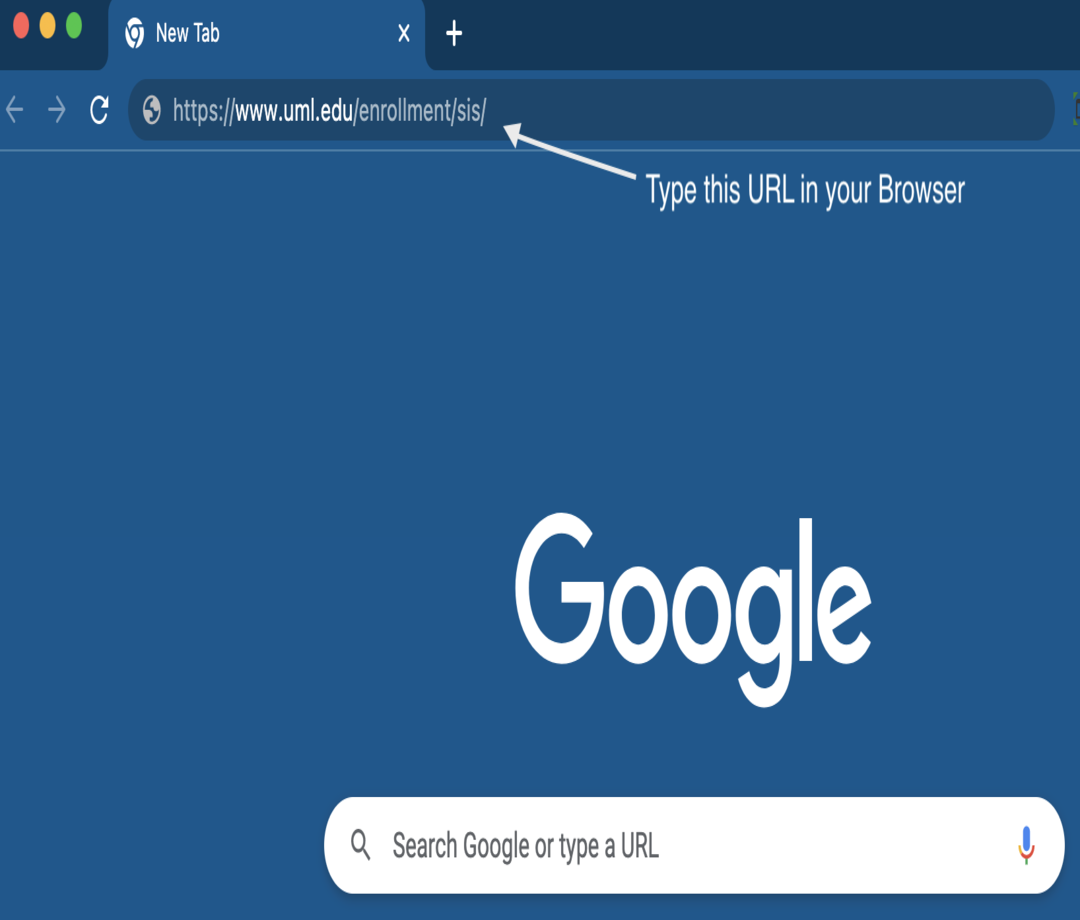 New Tab
https://www.uml.edu/enrollment/sis/
Type this URL in your Browser
Google
Search Google or type a URL